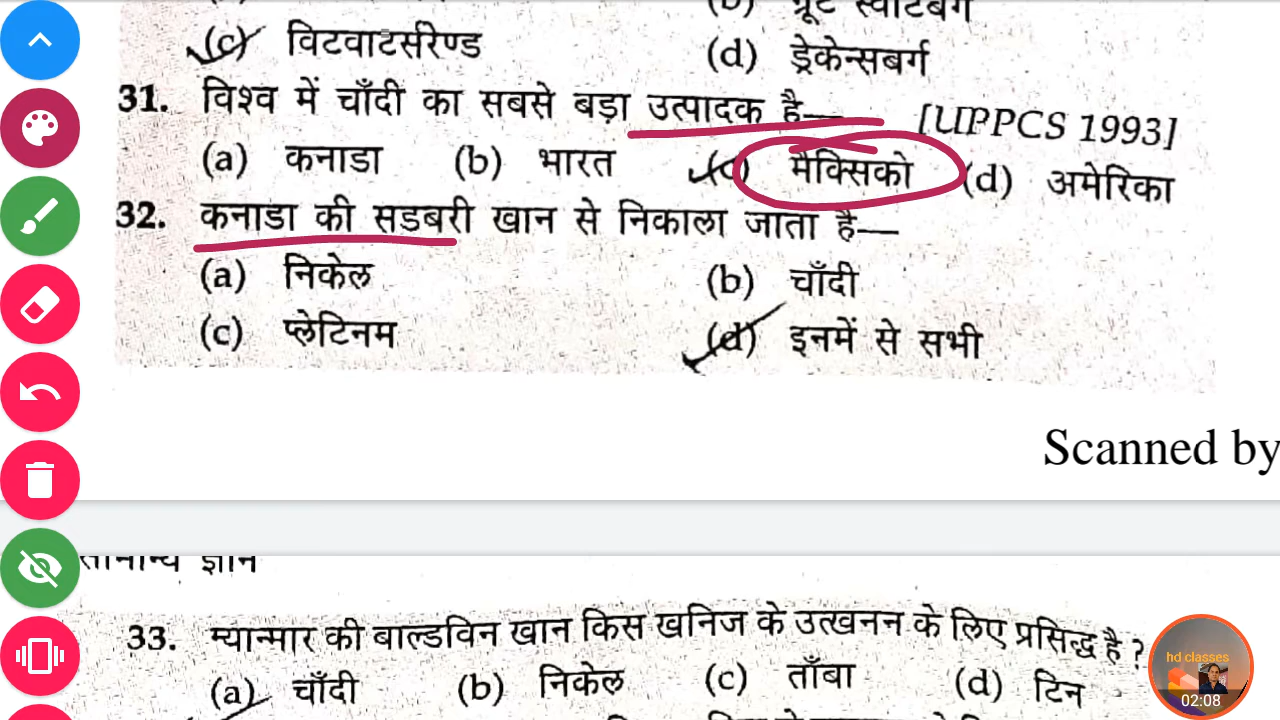 (b) ग्रूट स्वार्टबर्ग
(c) विटवाटर्सरैण्ड (d) ड्रेकेन्सबर्ग
31. विश्व में चाँदी का सबसे बड़ा उत्पादक है— [UPPCS 1993]
(a) कनाडा (b) भारत (c) मैक्सिको (d) अमेरिका
32. कनाडा की सडबरी खान से निकाला जाता है—
(a) निकेल (b) चाँदी
(c) प्लेटिनम (d) इनमें से सभी
Scanned by
सामान्य ज्ञान
33. म्यान्मार की बाल्डविन खान किस खनिज के उत्खनन के लिए प्रसिद्ध है ?
(a) चाँदी (b) निकेल (c) ताँबा (d) टिन
hd classes
02:08